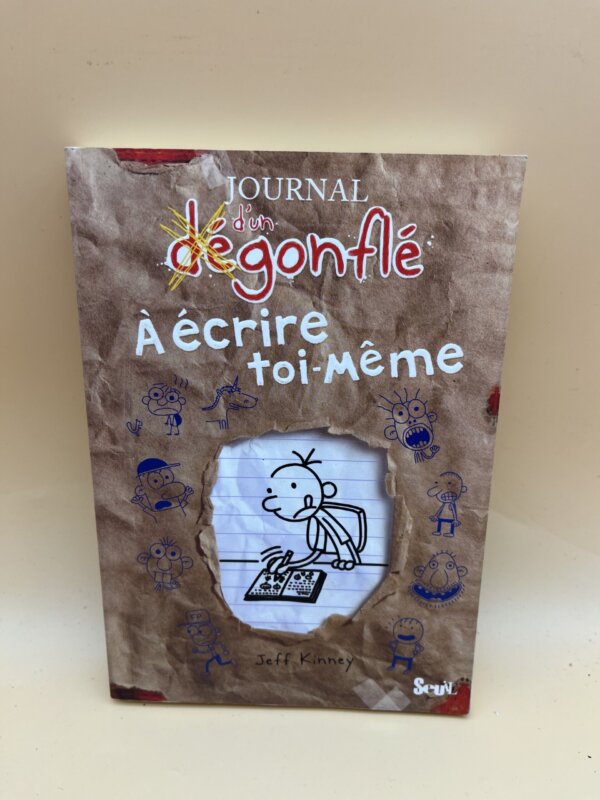 JOURNAL
d'un
dégonflé
À écrire
toi-même
Jeff Kinney
Seuil